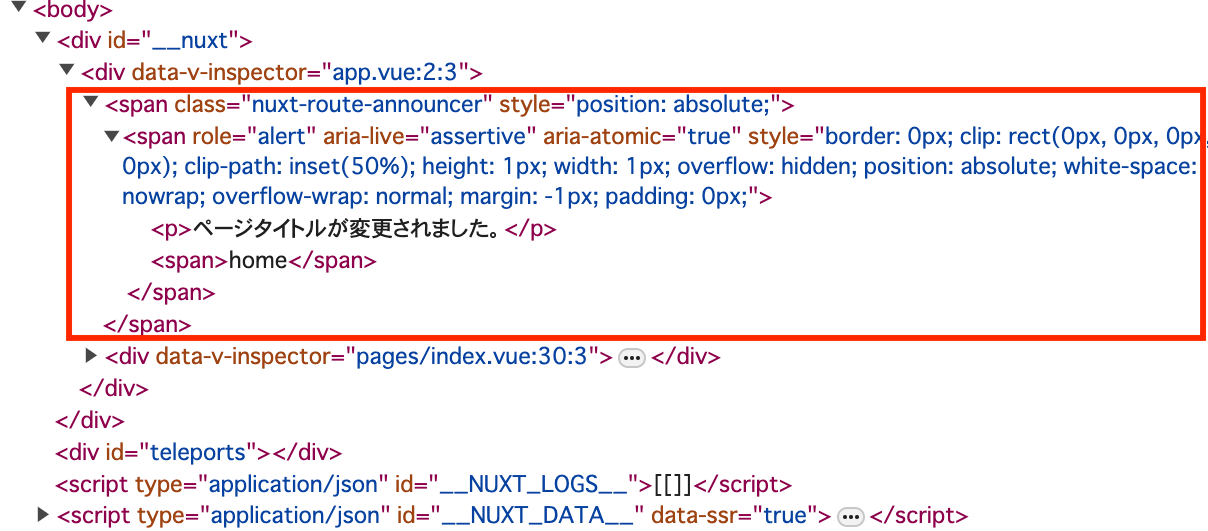 <body>
<div id="__nuxt">
<div data-v-inspector="app.vue:2:3">
<span class="nuxt-route-announcer" style="position: absolute;">
<span role="alert" aria-live="assertive" aria-atomic="true" style="border: 0px; clip: rect(0px, 0px, 0px,
0px); clip-path: inset(50%); height: 1px; width: 1px; overflow: hidden; position: absolute; white-space:
nowrap; overflow-wrap: normal; margin: -1px; padding: 0px;">
<p>ページタイトルが変更されました。</p>
<span>home</span>
</span>
</span>
<div data-v-inspector="pages/index.vue:30:3"> ••• </div>
</div>
</div>
<div id="teleports"></div>
<script type="application/json" id="__NUXT_LOGS__">[[]]</script>
<script type="application/json" id="__NUXT_DATA__" data-ssr="true"> ••• </script>